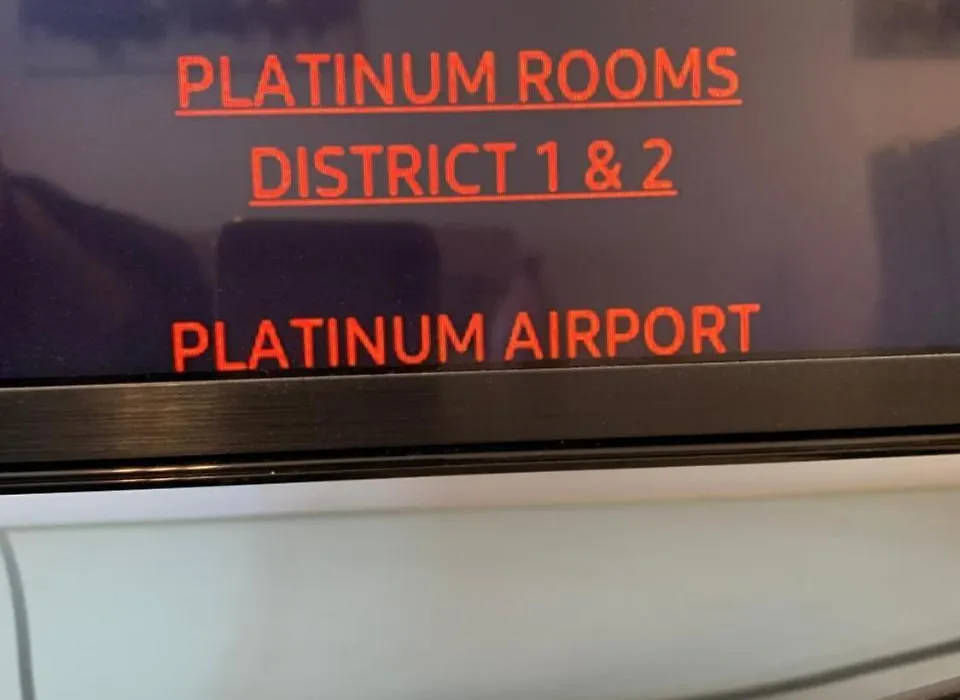 PLATINUM ROOMS
DISTRICT 1 & 2
PLATINUM AIRPORT